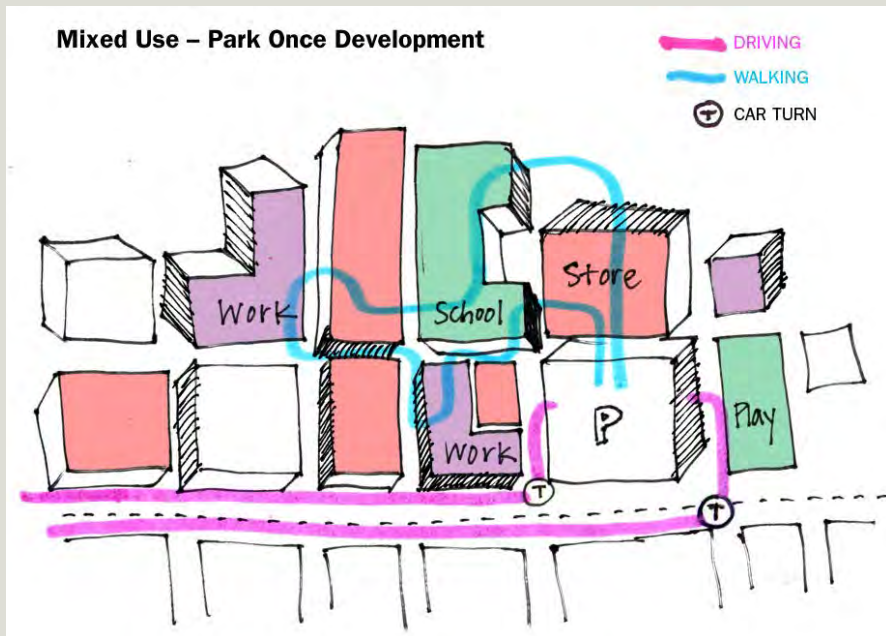 Mixed Use – Park Once Development
DRIVING
WALKING
T CAR TURN
Work
School
Store
Work
P
Play
T
T